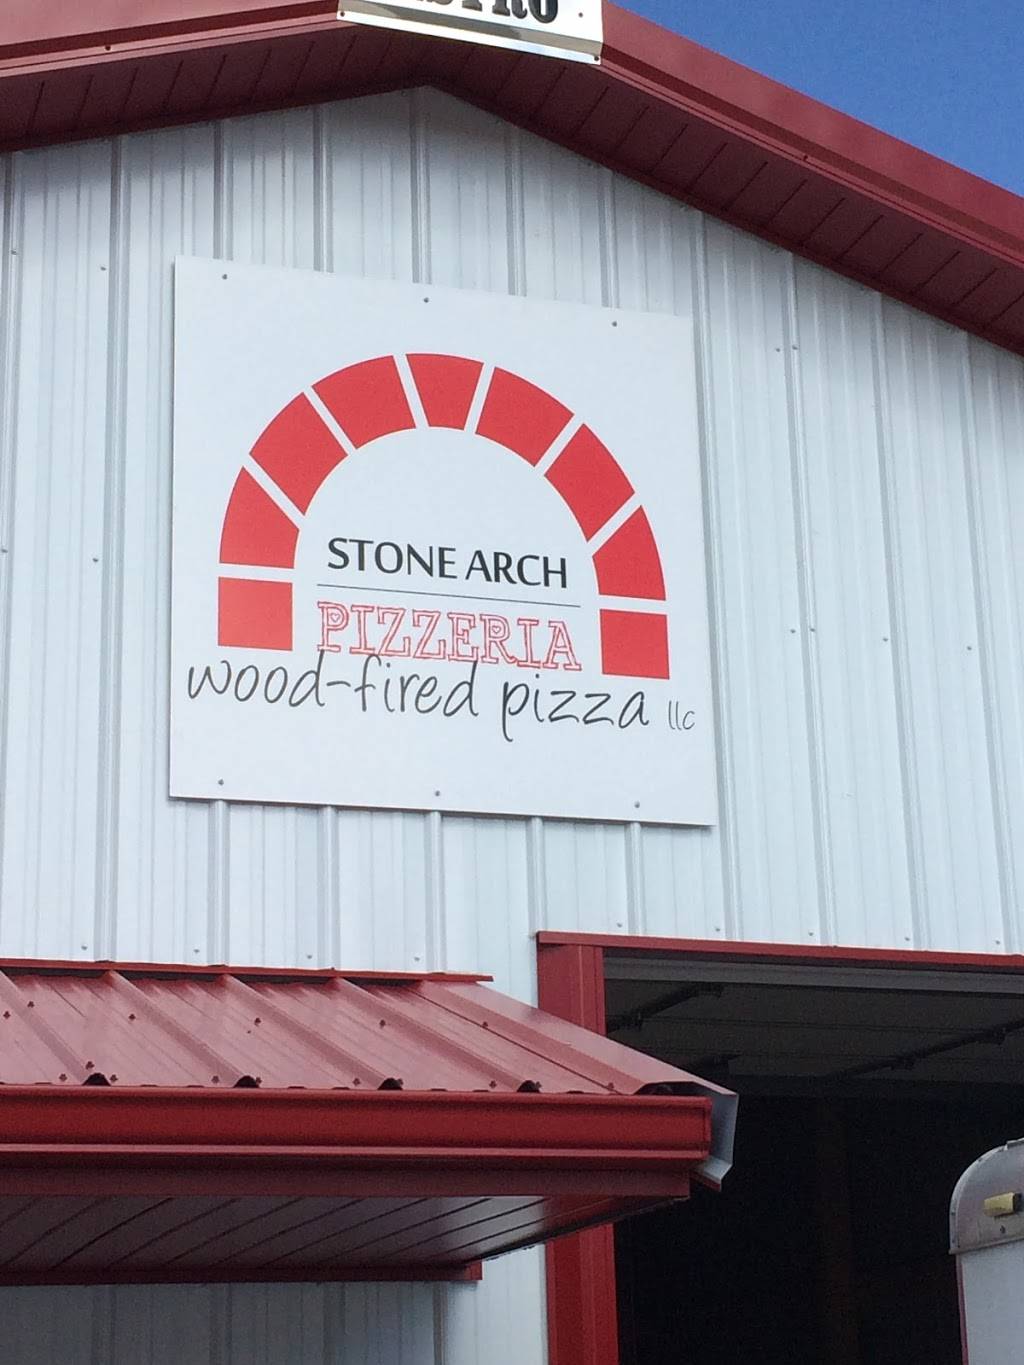 STONE ARCH
PIZZERIA
wood-fired pizza llc